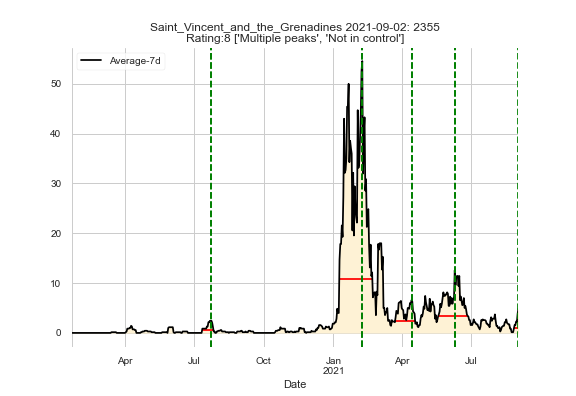 Saint_Vincent_and_the_Grenadines 2021-09-02: 2355
Rating:8 ['Multiple peaks', 'Not in control']
Average-7d
50
40
30
20
10
0
Apr Jul Oct Jan Apr Jul
2021
Date